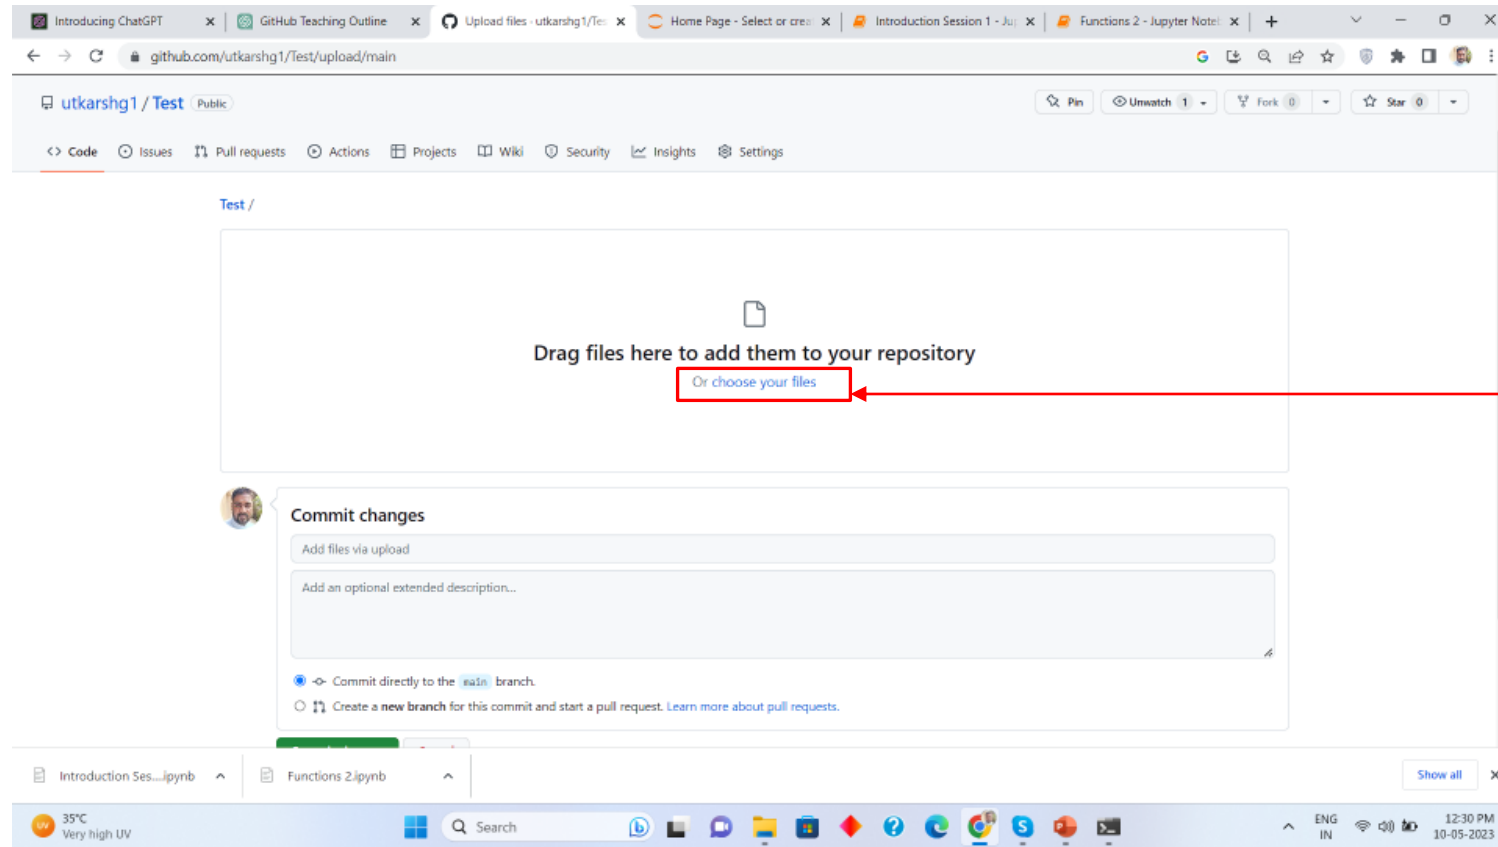 Introducing ChatGPT
GitHub Teaching Outline
Upload files - utkarshg1/Tes
Home Page - Select or crea
Introduction Session 1 - Ju
Functions 2 - Jupyter Noteb
github.com/utkarshg1/Test/upload/main
utkarshg1 / Test Public
Pin
Unwatch 1
Fork 0
Star 0
Code
Issues
Pull requests
Actions
Projects
Wiki
Security
Insights
Settings
Test /
Drag files here to add them to your repository
Or choose your files
Commit changes
Add files via upload
Add an optional extended description...
Commit directly to the main branch.
Create a new branch for this commit and start a pull request. Learn more about pull requests.
Introduction Ses....ipynb
Functions 2.ipynb
Show all
35°C
Very high UV
Search
ENG
IN
12:30 PM
10-05-2023